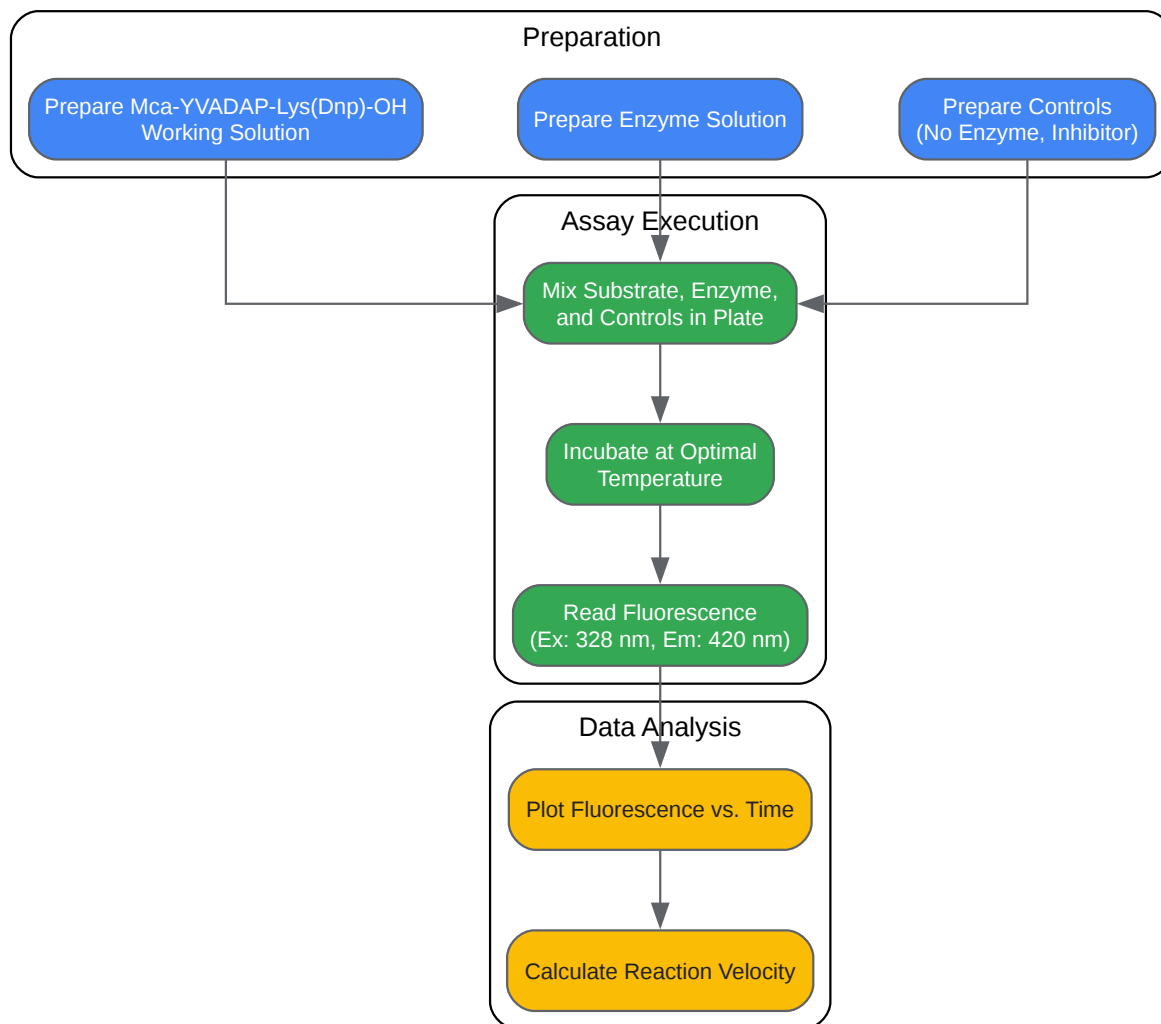 Preparation
Prepare Mca-YVADAP-Lys(Dnp)-OH
Working Solution
Prepare Enzyme Solution
Prepare Controls
(No Enzyme, Inhibitor)
Assay Execution
Mix Substrate, Enzyme,
and Controls in Plate
Incubate at Optimal
Temperature
Read Fluorescence
(Ex: 328 nm, Em: 420 nm)
Data Analysis
Plot Fluorescence vs. Time
Calculate Reaction Velocity